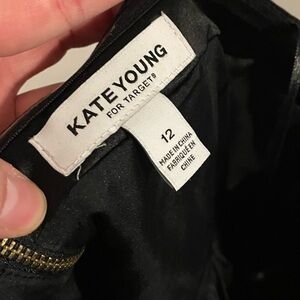 KATE YOUNG
FOR TARGET®
12
MADE IN CHINA
FABRIQUÉ EN
CHINE